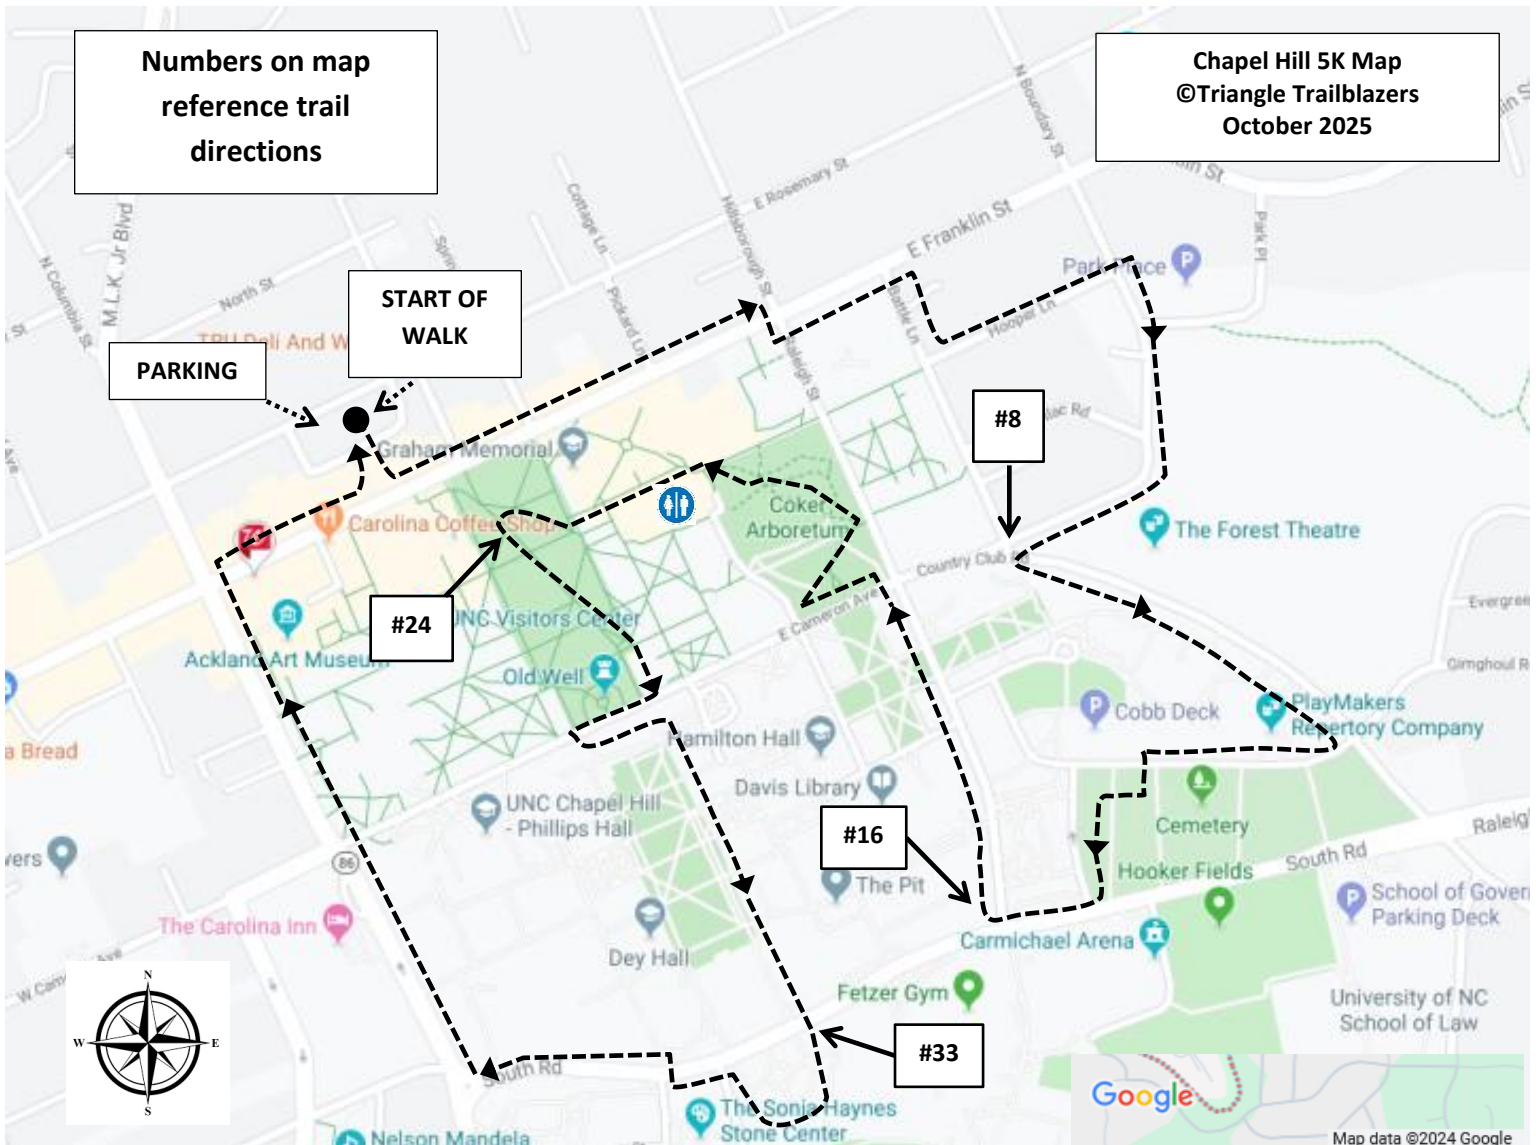 Numbers on map
reference trail
directions
Chapel Hill 5K Map
©Triangle Trailblazers
October 2025
N Boundary St
E Rosemary St
Cottage Ln
Hillsborough St
E Franklin St
Park Pl
Park Place
M.L.K. Jr Blvd
N Columbia St
North St
START OF
WALK
PARKING
Pickard Ln
Battle Ln
Hooper Ln
Raleigh St
#8
Graham Memorial
Carolina Coffee Shop
Coker
Arboretum
The Forest Theatre
Country Club Rd
#24
UNC Visitors Center
E Cameron Ave
Ackland Art Museum
Old Well
Evergree
Gimghoul R
Cobb Deck
PlayMakers
Repertory Company
a Bread
Hamilton Hall
Davis Library
UNC Chapel Hill
- Phillips Hall
#16
Cemetery
South Rd
Raleig
86
vers
The Pit
Hooker Fields
School of Gover
Parking Deck
The Carolina Inn
Dey Hall
Carmichael Arena
Fetzer Gym
University of NC
School of Law
N
W
E
S
#33
South Rd
The Sonja Haynes
Stone Center
Nelson Mandela
Google
Map data ©2024 Google